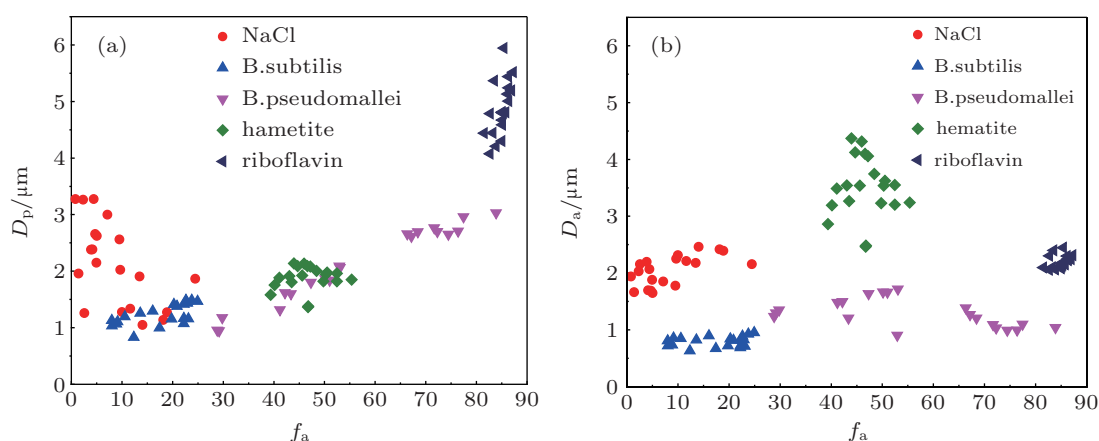 (a)
NaCl
B.subtilis
B.pseudomallei
hametite
riboflavin
Dp/μm
6
5
4
3
2
1
0
0 10 20 30 40 50 60 70 80 90
fa
(b)
NaCl
B.subtilis
B.pseudomallei
hematite
riboflavin
Da/μm
6
5
4
3
2
1
0
0 10 20 30 40 50 60 70 80 90
fa